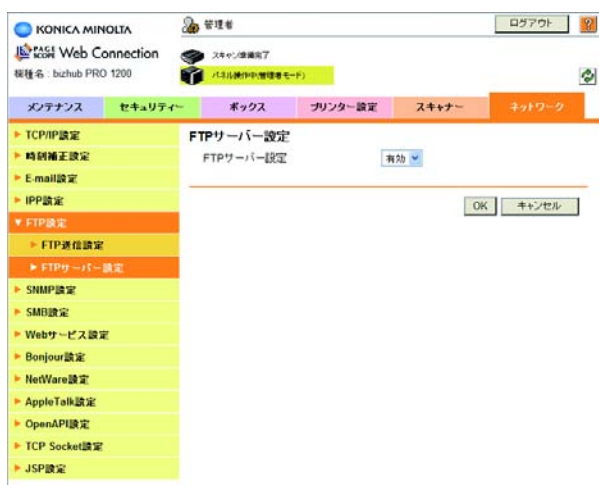 KONICA MINOLTA
管理者
ログアウト
?
PAGE SCOPE Web Connection
スキャン準備完了
機種名 : bizhub PRO 1200
パネル操作中(管理者モード)
メンテナンス
セキュリティー
ボックス
プリンター設定
スキャナー
ネットワーク
TCP/IP設定
時刻補正設定
E-mail設定
IPP設定
FTP設定
FTP送信設定
FTPサーバー設定
SNMP設定
SMB設定
Webサービス設定
Bonjour設定
NetWare設定
AppleTalk設定
OpenAPI設定
TCP Socket設定
JSP設定
FTPサーバー設定
FTPサーバー設定
有効
OK
キャンセル